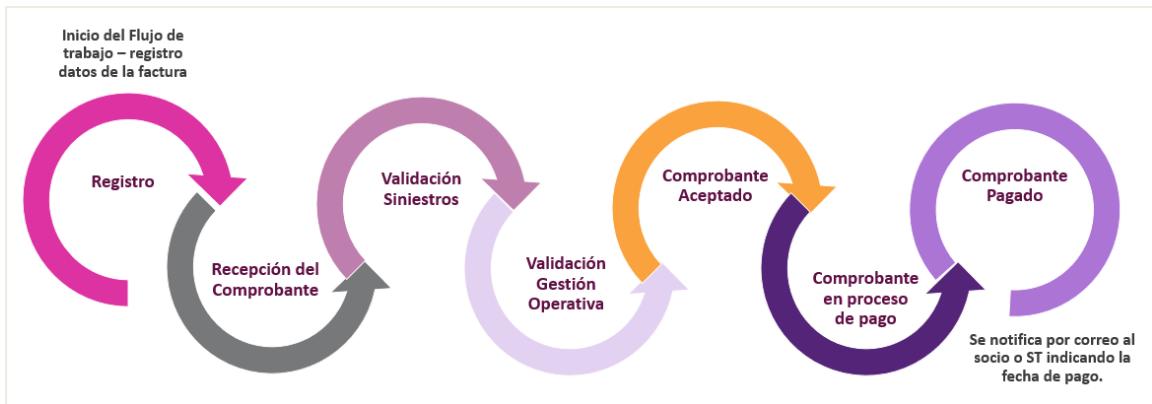 Inicio del Flujo de
trabajo – registro
datos de la factura
Registro
Recepción del
Comprobante
Validación
Siniestros
Validación
Gestión
Operativa
Comprobante
Aceptado
Comprobante
en proceso
de pago
Comprobante
Pagado
Se notifica por correo al
socio o ST indicando la
fecha de pago.